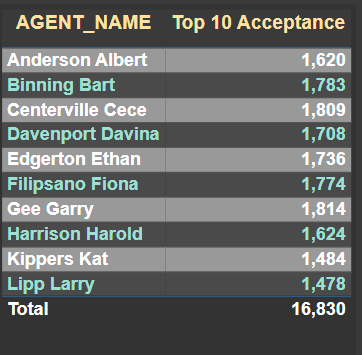 AGENT_NAME Top 10 Acceptance
Anderson Albert 1,620
Binning Bart 1,783
Centerville Cece 1,809
Davenport Davina 1,708
Edgerton Ethan 1,736
Filipsano Fiona 1,774
Gee Garry 1,814
Harrison Harold 1,624
Kippers Kat 1,484
Lipp Larry 1,478
Total 16,830